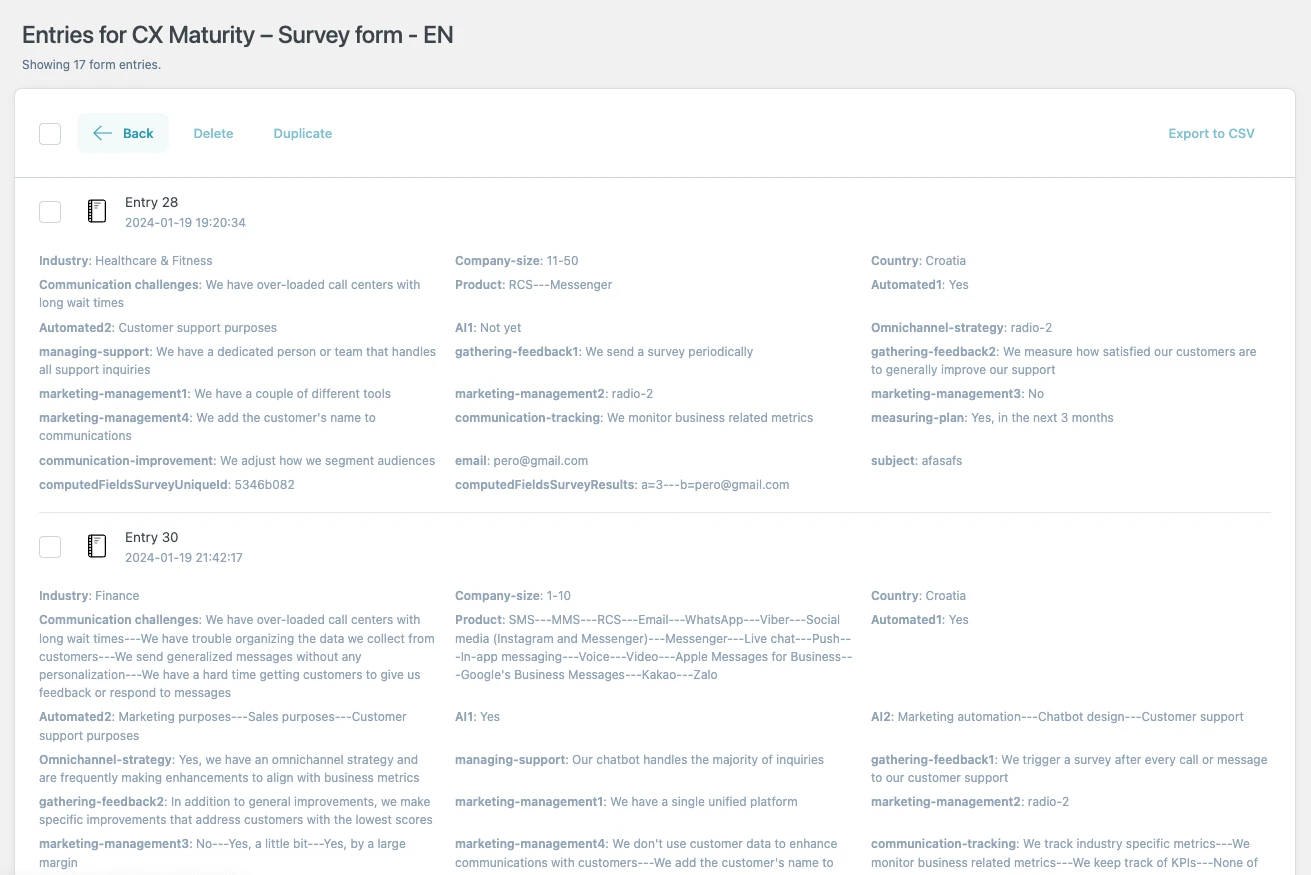 Entries for CX Maturity – Survey form - EN
Showing 17 form entries.
Back Delete Duplicate Export to CSV
Entry 28
2024-01-19 19:20:34
Industry: Healthcare & Fitness
Company-size: 11-50
Country: Croatia
Communication challenges: We have over-loaded call centers with
long wait times
Product: RCS---Messenger
Automated1: Yes
Automated2: Customer support purposes
AI1: Not yet
Omnichannel-strategy: radio-2
managing-support: We have a dedicated person or team that handles
all support inquiries
gathering-feedback1: We send a survey periodically
gathering-feedback2: We measure how satisfied our customers are
to generally improve our support
marketing-management1: We have a couple of different tools
marketing-management2: radio-2
marketing-management3: No
marketing-management4: We add the customer's name to
communications
communication-tracking: We monitor business related metrics
measuring-plan: Yes, in the next 3 months
communication-improvement: We adjust how we segment audiences
email: pero@gmail.com
subject: afasafs
computedFieldsSurveyUniqueId: 5346b082
computedFieldsSurveyResults: a=3---b=pero@gmail.com
Entry 30
2024-01-19 21:42:17
Industry: Finance
Company-size: 1-10
Country: Croatia
Communication challenges: We have over-loaded call centers with
long wait times---We have trouble organizing the data we collect from
customers---We send generalized messages without any
personalization---We have a hard time getting customers to give us
feedback or respond to messages
Product: SMS---MMS---RCS---Email---WhatsApp---Viber---Social
media (Instagram and Messenger)---Messenger---Live chat---Push--
-In-app messaging---Voice---Video---Apple Messages for Business--
-Google's Business Messages---Kakao---Zalo
Automated1: Yes
Automated2: Marketing purposes---Sales purposes---Customer
support purposes
AI1: Yes
AI2: Marketing automation---Chatbot design---Customer support
Omnichannel-strategy: Yes, we have an omnichannel strategy and
are frequently making enhancements to align with business metrics
managing-support: Our chatbot handles the majority of inquiries
gathering-feedback1: We trigger a survey after every call or message
to our customer support
gathering-feedback2: In addition to general improvements, we make
specific improvements that address customers with the lowest scores
marketing-management1: We have a single unified platform
marketing-management2: radio-2
marketing-management3: No---Yes, a little bit---Yes, by a large
margin
marketing-management4: We don't use customer data to enhance
communications with customers---We add the customer's name to
communication-tracking: We track industry specific metrics---We
monitor business related metrics---We keep track of KPIs---None of